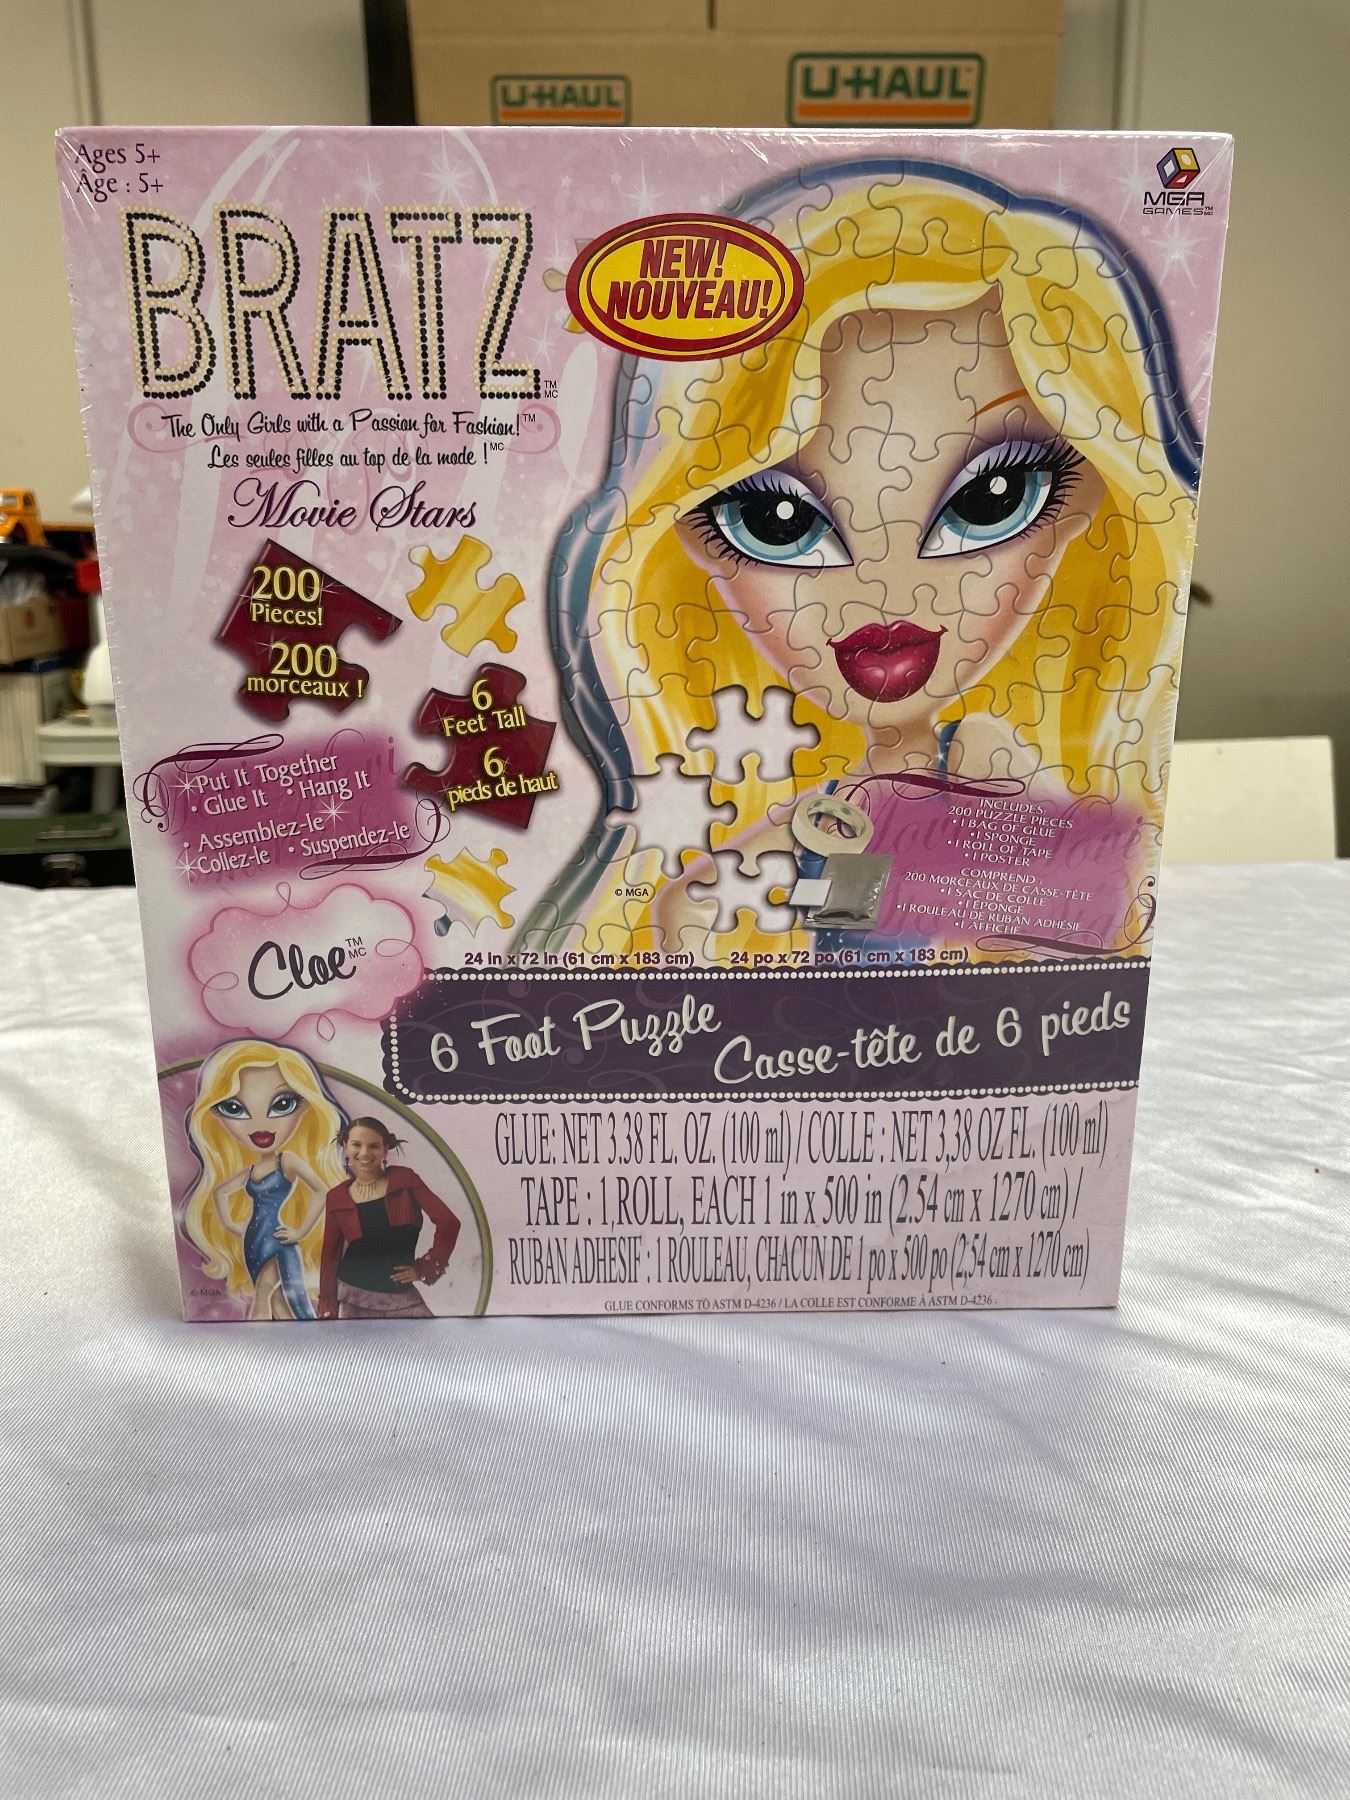 U-HAUL
U-HAUL
Ages 5+
Âge : 5+
MGA
GAMES™ MC
BRATZ
TM
MC
NEW!
NOUVEAU!
The Only Girls with a Passion for Fashion!™
Les seules filles au top de la mode ! MC
Movie Stars
200
Pieces!
200
morceaux !
6
Feet Tall
6
pieds de haut
Put It Together
• Glue It • Hang It
• Assemblez-le
Collez-le • Suspendez-le
INCLUDES:
200 PUZZLE PIECES
• 1 BAG OF GLUE
• 1 SPONGE
• 1 ROLL OF TAPE
• 1 POSTER
COMPREND :
200 MORCEAUX DE CASSE-TÊTE
• 1 SAC DE COLLE
• 1 ÉPONGE
• 1 ROULEAU DE RUBAN ADHÉSIF
• 1 AFFICHE
© MGA
Cloe™ MC
24 in x 72 in (61 cm x 183 cm) 24 po x 72 po (61 cm x 183 cm)
6 Foot Puzzle
Casse-tête de 6 pieds
GLUE: NET 3.38 FL. OZ. (100 ml) / COLLE : NET 3,38 OZ FL. (100 ml)
TAPE : 1 ROLL, EACH 1 in x 500 in (2.54 cm x 1270 cm) /
RUBAN ADHESIF : 1 ROULEAU, CHACUN DE 1 po x 500 po (2,54 cm x 1270 cm)
GLUE CONFORMS TO ASTM D-4236 / LA COLLE EST CONFORME À ASTM D-4236 .
© MGA